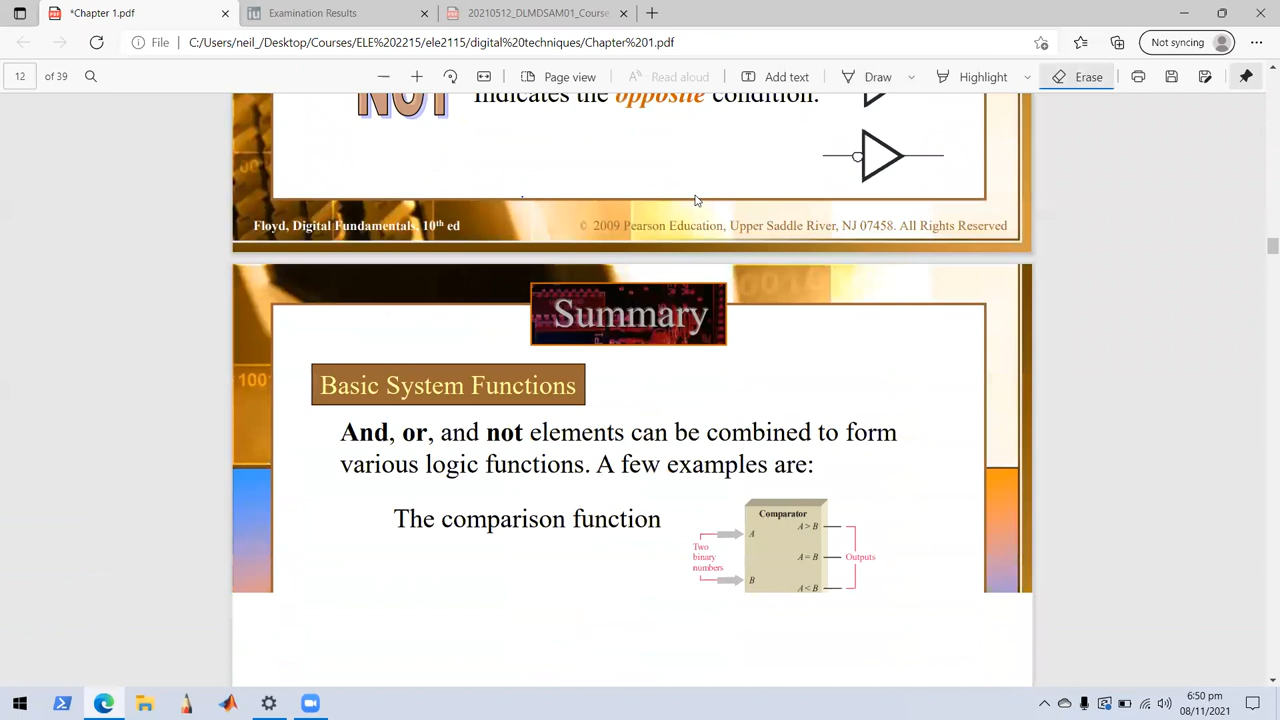 *Chapter 1.pdf
Examination Results
20210512_DLMDSAM01_Course
File
C:/Users/neil_/Desktop/Courses/ELE%202215/ele2115/digital%20techniques/Chapter%201.pdf
Not syncing
12 of 39
Page view
Read aloud
Add text
Draw
Highlight
Erase
NOT
Indicates the opposite condition.
Floyd, Digital Fundamentals, 10th ed
© 2009 Pearson Education, Upper Saddle River, NJ 07458. All Rights Reserved
Summary
Basic System Functions
And, or, and not elements can be combined to form
various logic functions. A few examples are:
The comparison function
Comparator
Two
binary
numbers
A
B
A > B
A = B
A < B
Outputs
6:50 pm
08/11/2021